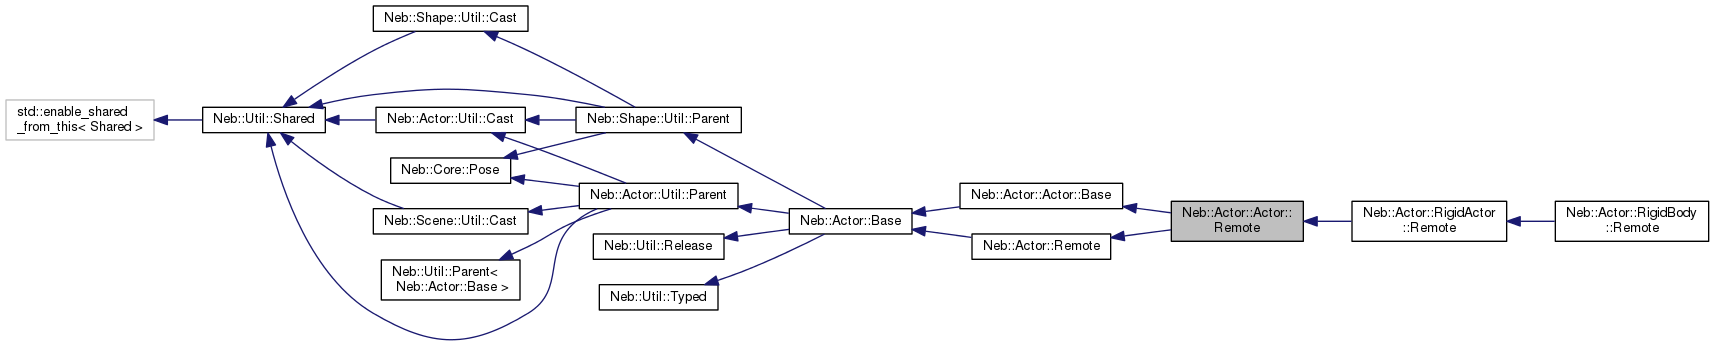 Neb::Shape::Util::Cast
std::enable_shared
_from_this< Shared >
Neb::Util::Shared
Neb::Actor::Util::Cast
Neb::Shape::Util::Parent
Neb::Core::Pose
Neb::Actor::Util::Parent
Neb::Scene::Util::Cast
Neb::Util::Parent<
Neb::Actor::Base >
Neb::Util::Release
Neb::Util::Typed
Neb::Actor::Base
Neb::Actor::Actor::Base
Neb::Actor::Remote
Neb::Actor::Actor::
Remote
Neb::Actor::RigidActor
::Remote
Neb::Actor::RigidBody
::Remote